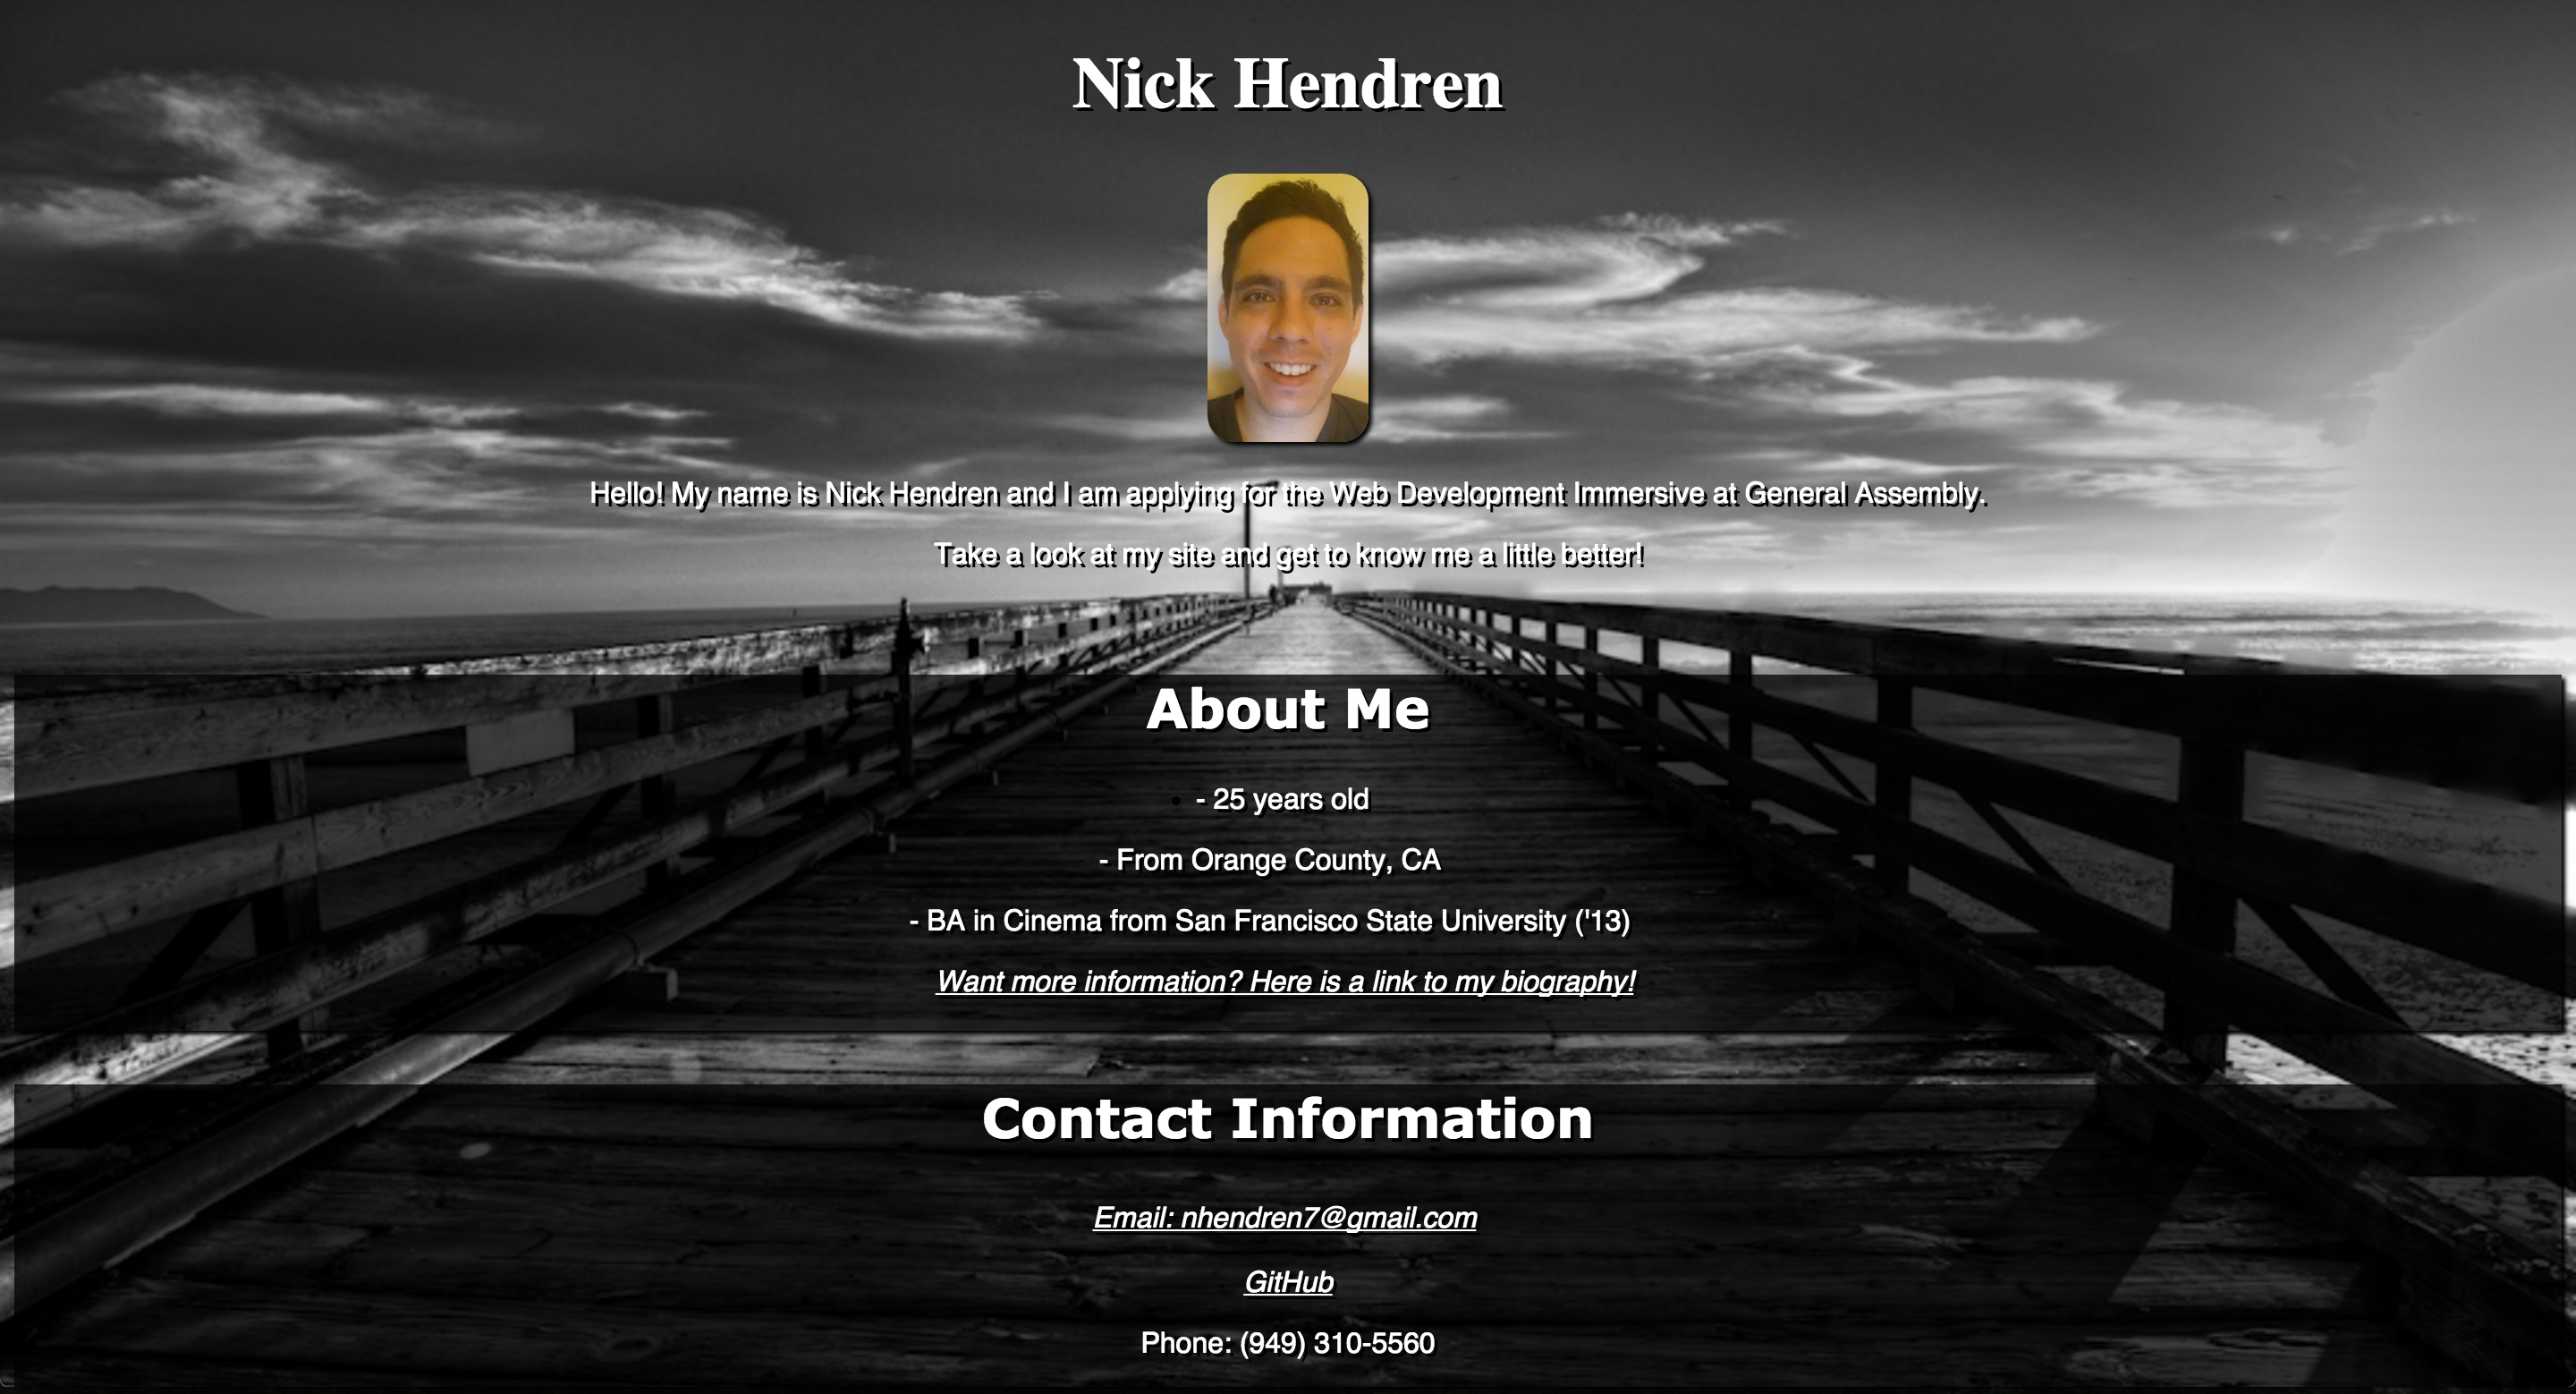 Nick Hendren
Hello! My name is Nick Hendren and I am applying for the Web Development Immersive at General Assembly.
Take a look at my site and get to know me a little better!
About Me
- 25 years old
- From Orange County, CA
- BA in Cinema from San Francisco State University ('13)
Want more information? Here is a link to my biography!
Contact Information
Email: nhendren7@gmail.com
GitHub
Phone: (949) 310-5560